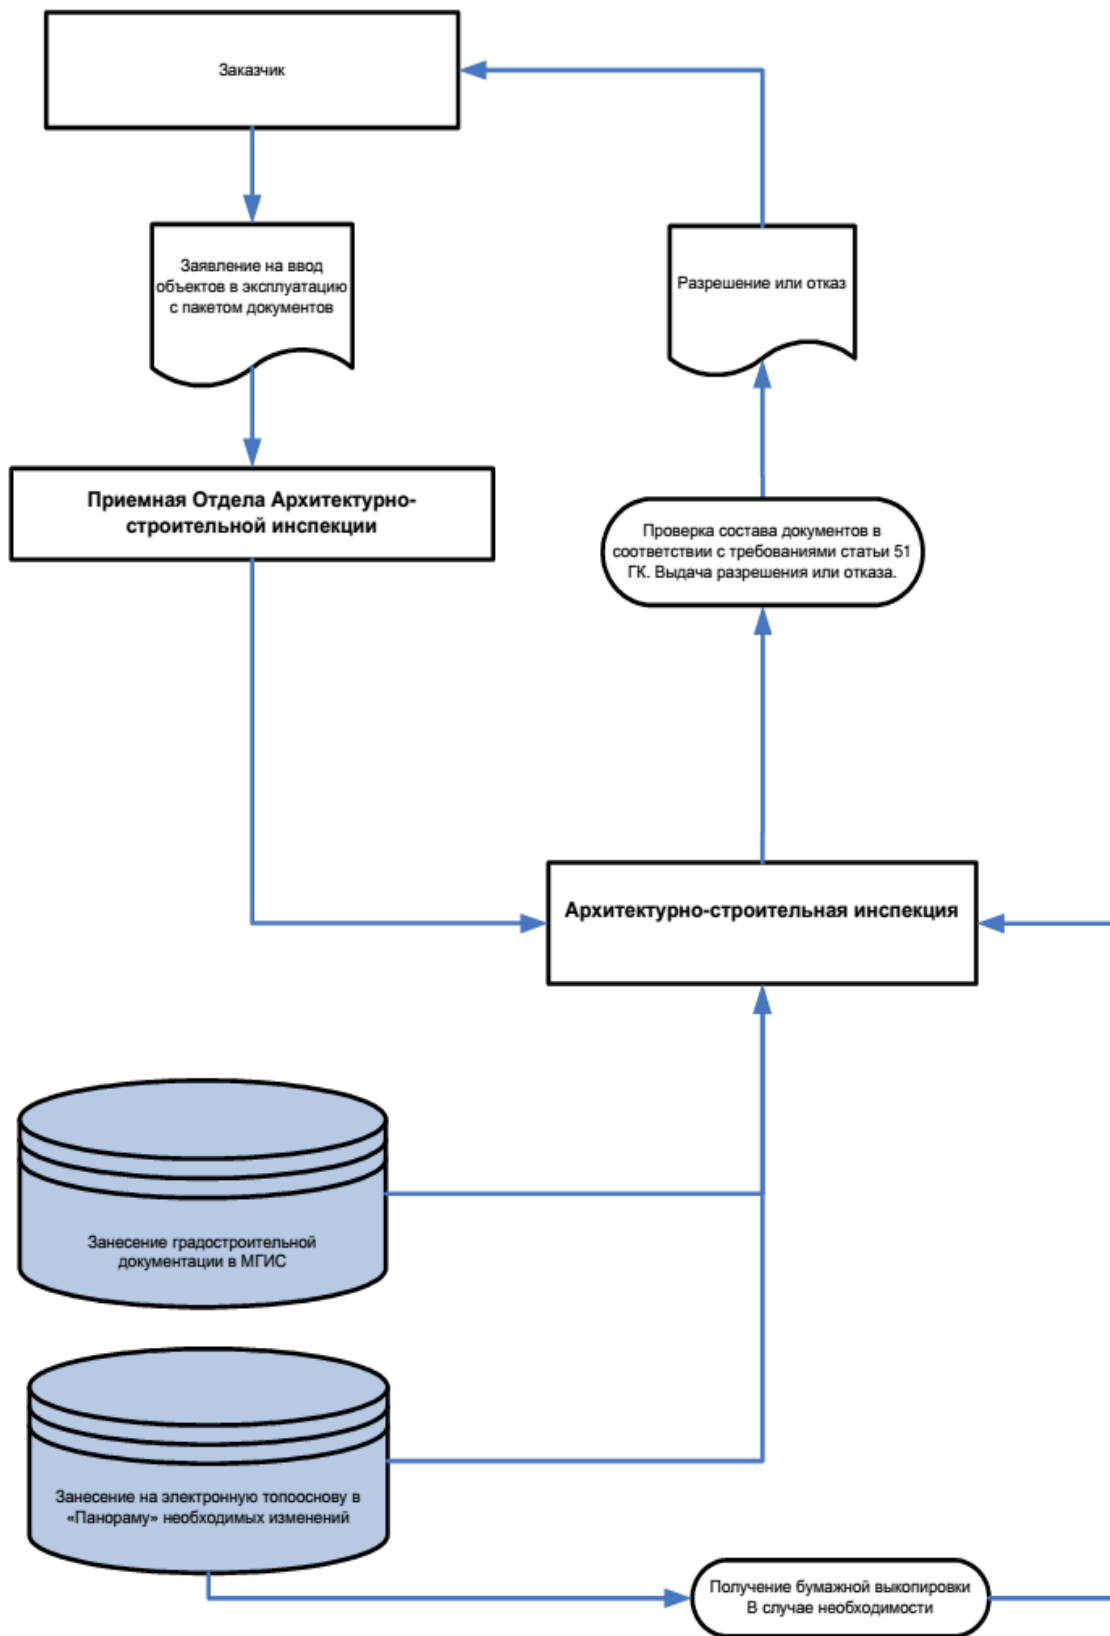 Заказчик
Заявление на ввод
объектов в эксплуатацию
с пакетом документов
Разрешение или отказ
Приемная Отдела Архитектурно-
строительной инспекции
Проверка состава документов в
соответствии с требованиями статьи 51
ГК. Выдача разрешения или отказа.
Архитектурно-строительная инспекция
Занесение градостроительной
документации в МГИС
Занесение на электронную топооснову в
«Панораму» необходимых изменений
Получение бумажной выкопировки
В случае необходимости